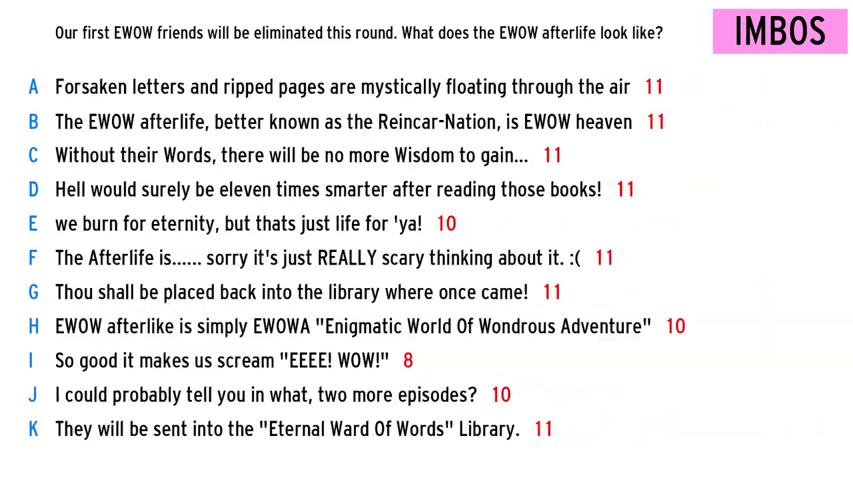 Our first EWOW friends will be eliminated this round. What does the EWOW afterlife look like?
IMBOS
A Forsaken letters and ripped pages are mystically floating through the air 11
B The EWOW afterlife, better known as the Reincar-Nation, is EWOW heaven 11
C Without their Words, there will be no more Wisdom to gain... 11
D Hell would surely be eleven times smarter after reading those books! 11
E we burn for eternity, but thats just life for 'ya! 10
F The Afterlife is...... sorry it's just REALLY scary thinking about it. :( 11
G Thou shall be placed back into the library where once came! 11
H EWOW afterlike is simply EWOWA "Enigmatic World Of Wondrous Adventure" 10
I So good it makes us scream "EEEE! WOW!" 8
J I could probably tell you in what, two more episodes? 10
K They will be sent into the "Eternal Ward Of Words" Library. 11